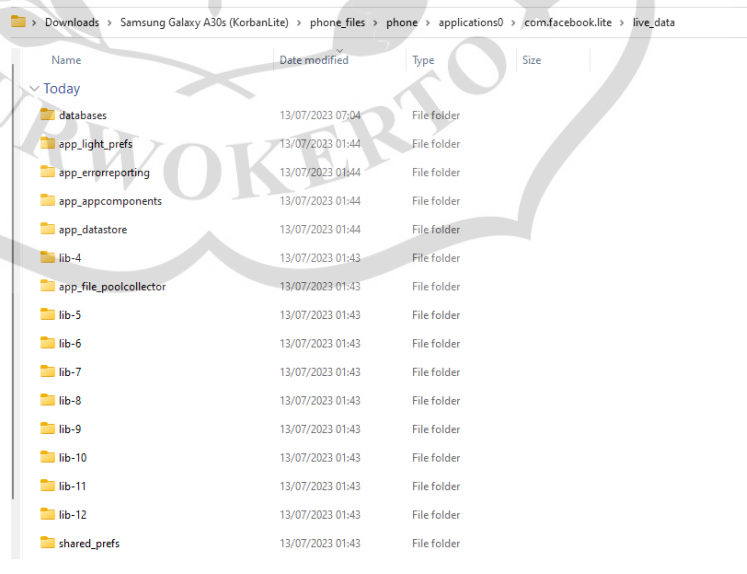 Downloads > Samsung Galaxy A30s (KorbanLite) > phone_files > phone > applications0 > com.facebook.lite > live_data
Name Date modified Type Size
Today
databases 13/07/2023 07:04 File folder
app_light_prefs 13/07/2023 01:44 File folder
app_errorreporting 13/07/2023 01:44 File folder
app_appcomponents 13/07/2023 01:44 File folder
app_datastore 13/07/2023 01:44 File folder
lib-4 13/07/2023 01:43 File folder
app_file_poolcollector 13/07/2023 01:43 File folder
lib-5 13/07/2023 01:43 File folder
lib-6 13/07/2023 01:43 File folder
lib-7 13/07/2023 01:43 File folder
lib-8 13/07/2023 01:43 File folder
lib-9 13/07/2023 01:43 File folder
lib-10 13/07/2023 01:43 File folder
lib-11 13/07/2023 01:43 File folder
lib-12 13/07/2023 01:43 File folder
shared_prefs 13/07/2023 01:43 File folder
URWOKERTO